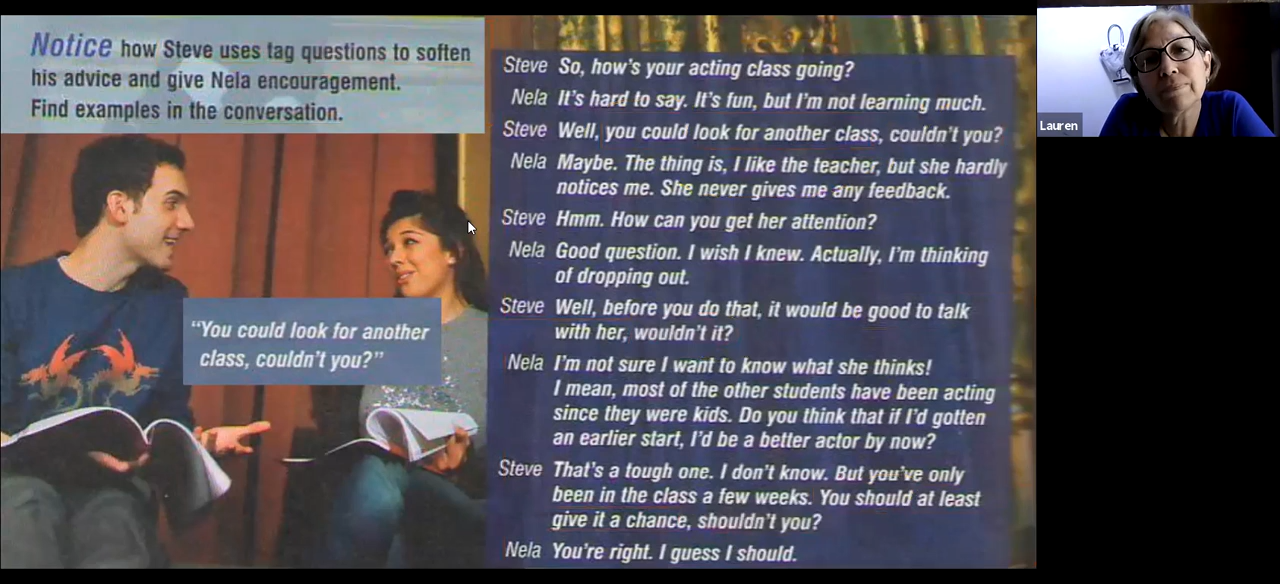 Notice how Steve uses tag questions to soften
his advice and give Nela encouragement.
Find examples in the conversation.
"You could look for another
class, couldn't you?"
Steve So, how's your acting class going?
Nela It's hard to say. It's fun, but I'm not learning much.
Steve Well, you could look for another class, couldn't you?
Nela Maybe. The thing is, I like the teacher, but she hardly
notices me. She never gives me any feedback.
Steve Hmm. How can you get her attention?
Nela Good question. I wish I knew. Actually, I'm thinking
of dropping out.
Steve Well, before you do that, it would be good to talk
with her, wouldn't it?
Nela I'm not sure I want to know what she thinks!
I mean, most of the other students have been acting
since they were kids. Do you think that if I'd gotten
an earlier start, I'd be a better actor by now?
Steve That's a tough one. I don't know. But you've only
been in the class a few weeks. You should at least
give it a chance, shouldn't you?
Nela You're right. I guess I should.
Lauren